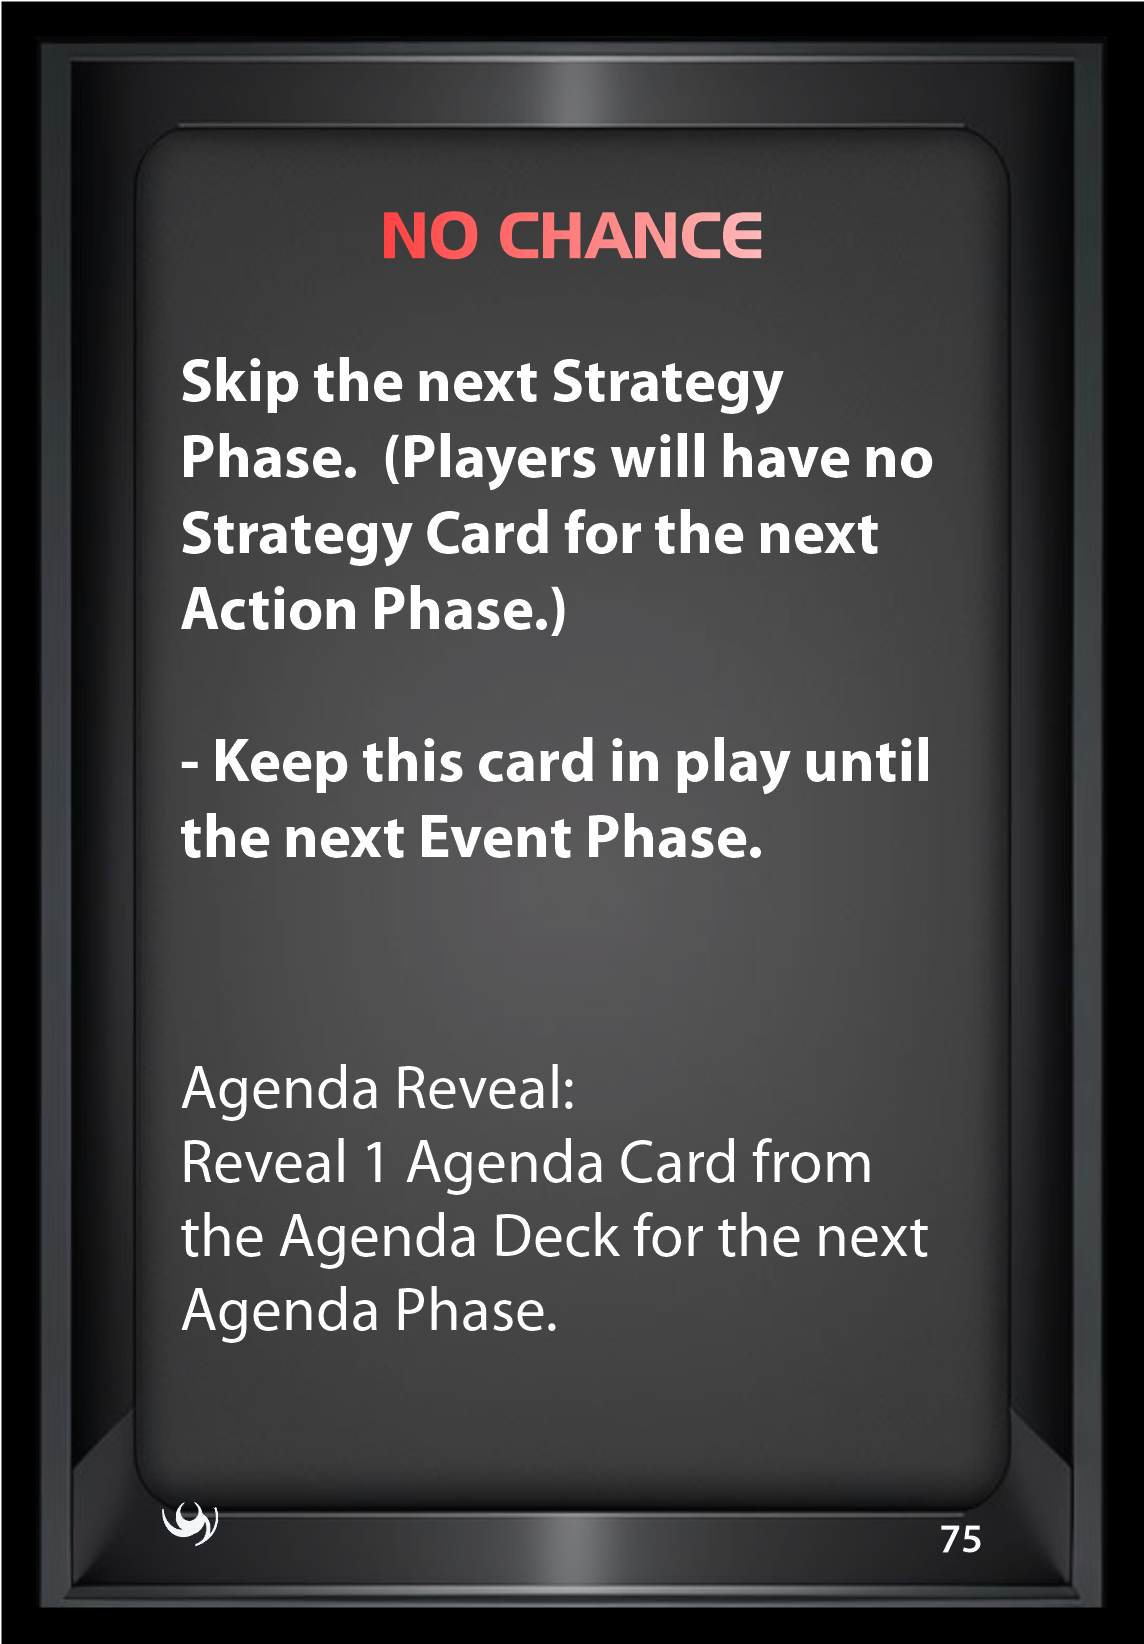 NO CHANCE
Skip the next Strategy
Phase.  (Players will have no
Strategy Card for the next
Action Phase.)
- Keep this card in play until
the next Event Phase.
Agenda Reveal:
Reveal 1 Agenda Card from
the Agenda Deck for the next
Agenda Phase.
75